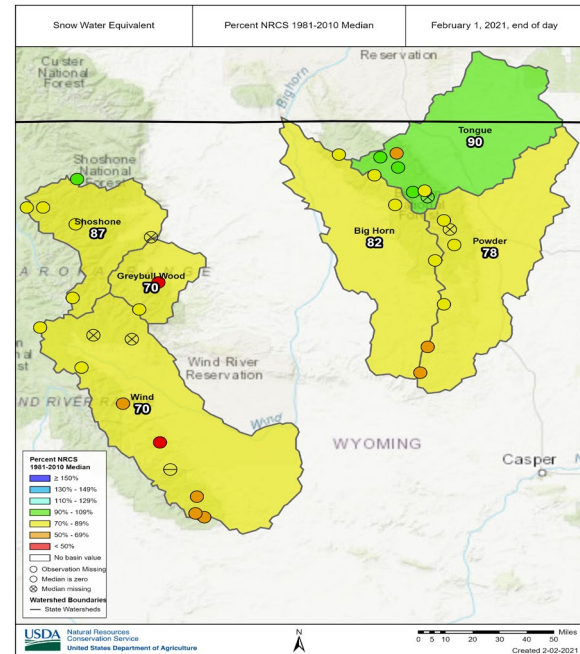 Snow Water Equivalent
Percent NRCS 1981-2010 Median
February 1, 2021, end of day
Custer
National
Forest
Reservation
Bighorn
Tongue
90
Shoshone
National
Shoshone
87
Big Horn
82
Powder
78
Greybull Wood
70
Wind River
Reservation
Wind
70
Wind
WYOMING
Casper
Percent NRCS
1981-2010 Median
≥ 150%
130% - 149%
110% - 129%
90% - 109%
70% - 89%
50% - 69%
< 50%
No basin value
Observation Missing
Median is zero
Median missing
Watershed Boundaries
State Watersheds
USDA Natural Resources
Conservation Service
United States Department of Agriculture
N
Miles
0 5 10 20 30 40 50
Created 2-02-2021